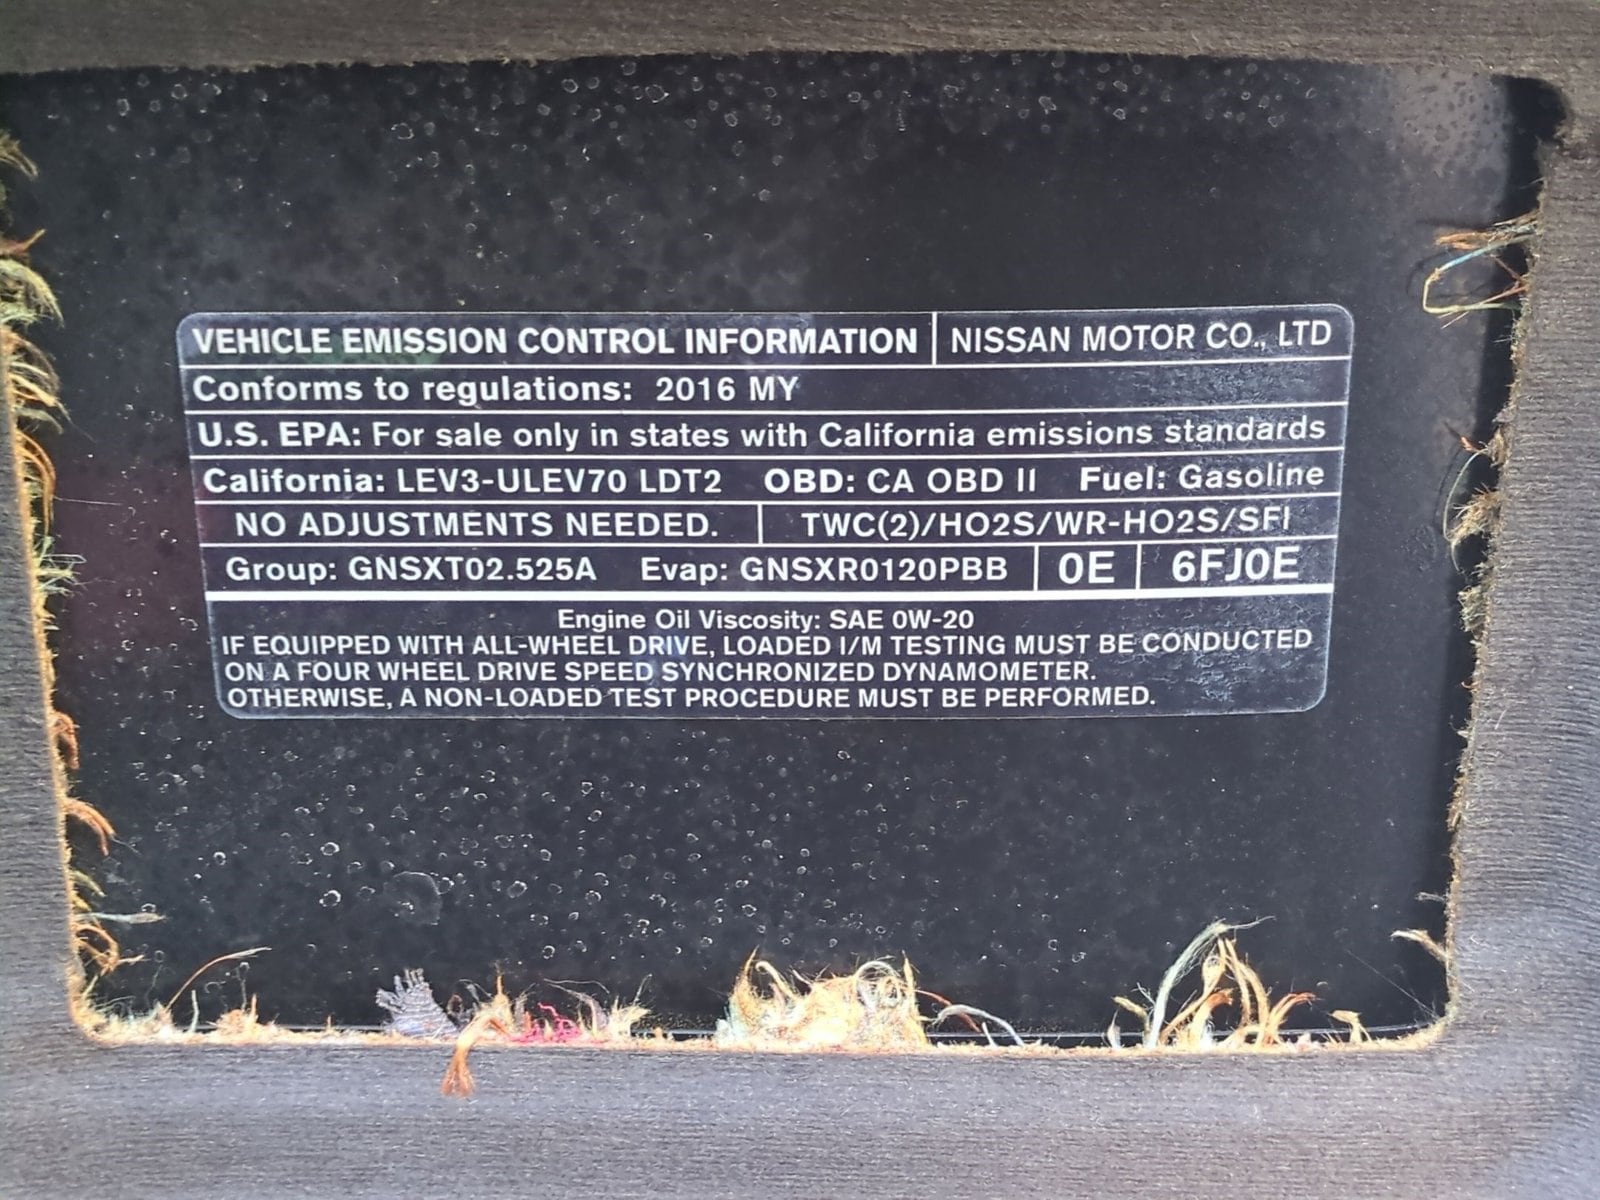 VEHICLE EMISSION CONTROL INFORMATION NISSAN MOTOR CO., LTD
Conforms to regulations: 2016 MY
U.S. EPA: For sale only in states with California emissions standards
California: LEV3-ULEV70 LDT2 OBD: CA OBD II Fuel: Gasoline
NO ADJUSTMENTS NEEDED. TWC(2)/HO2S/WR-HO2S/SFI
Group: GNSXT02.525A Evap: GNSXR0120PBB 0E 6FJ0E
Engine Oil Viscosity: SAE 0W-20
IF EQUIPPED WITH ALL-WHEEL DRIVE, LOADED I/M TESTING MUST BE CONDUCTED
ON A FOUR WHEEL DRIVE SPEED SYNCHRONIZED DYNAMOMETER.
OTHERWISE, A NON-LOADED TEST PROCEDURE MUST BE PERFORMED.